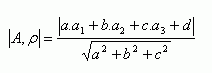 |A, ρ| = |a.a₁ + b.a₂ + c.a₃ + d| / √(a² + b² + c²)